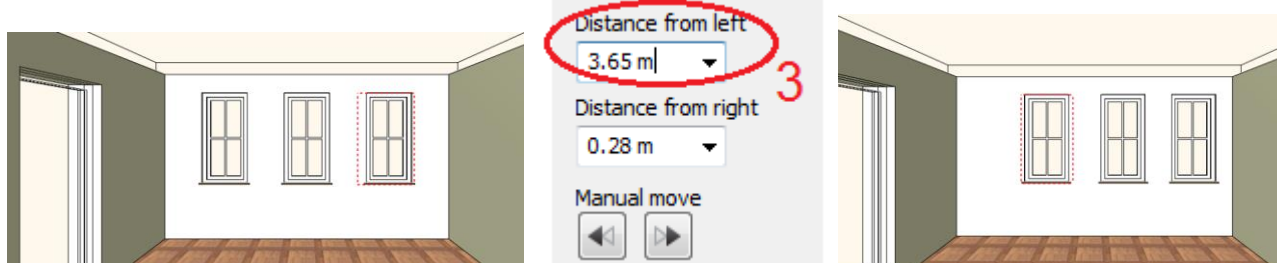 Distance from left
3.65 m
3
Distance from right
0.28 m
Manual move